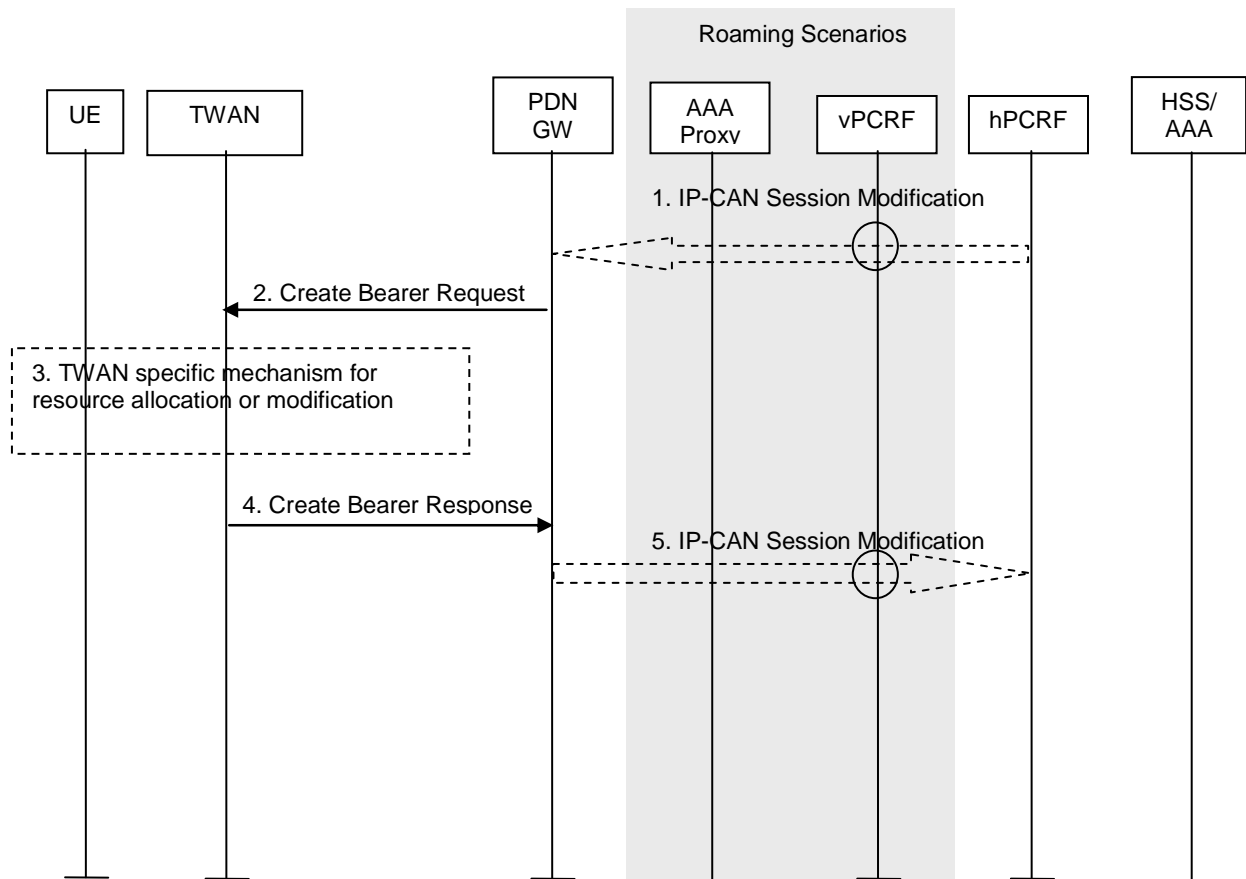 Roaming Scenarios
UE
TWAN
PDN
GW
AAA
Proxy
vPCRF
hPCRF
HSS/
AAA
1. IP-CAN Session Modification
2. Create Bearer Request
3. TWAN specific mechanism for
resource allocation or modification
4. Create Bearer Response
5. IP-CAN Session Modification